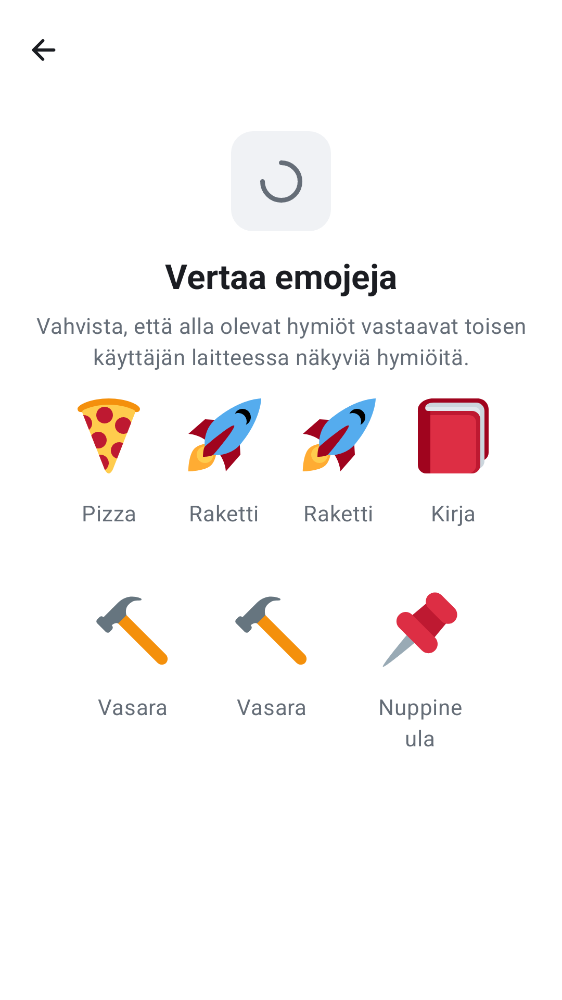 Vertaa emojeja
Vahvista, että alla olevat hymiöt vastaavat toisen
käyttäjän laitteessa näkyviä hymiöitä.
Pizza Raketti Raketti Kirja
Vasara Vasara Nuppine
ula